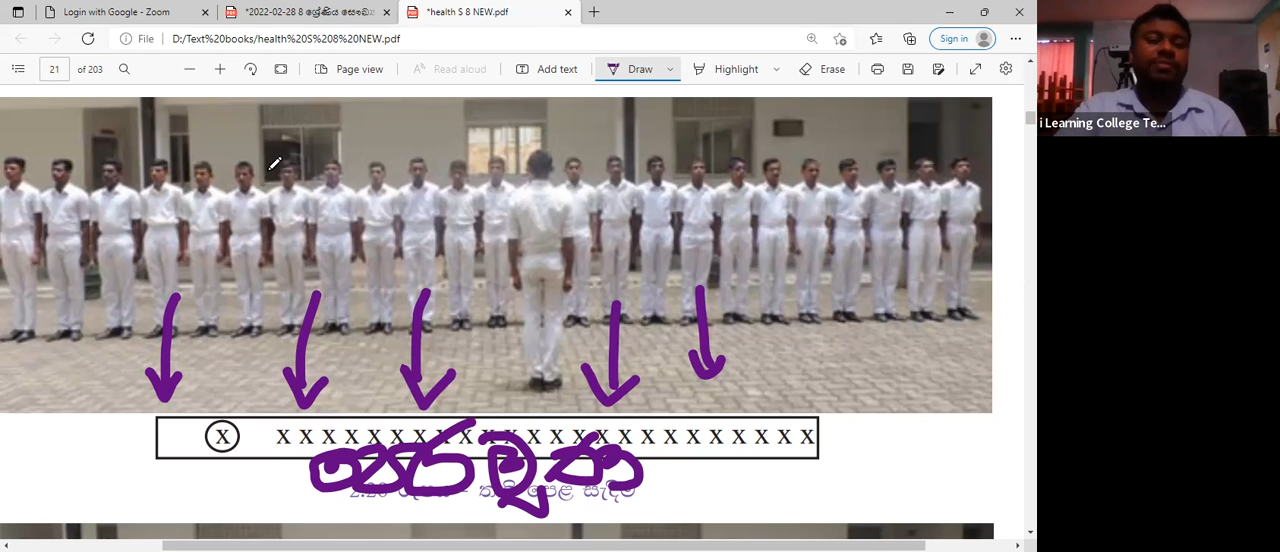 Login with Google - Zoom
*2022-02-28 8 ශ්‍රේණිය සෞඛ්‍ය
*health S 8 NEW.pdf
File
D:/Text%20books/health%20S%208%20NEW.pdf
Sign in
21 of 203
Page view
Read aloud
Add text
Draw
Highlight
Erase
i Learning College Te...
X X X X X X X X X X X X X X X X X X X X X X X X
පෙරමුණ
තනි පෙළ සැදීම